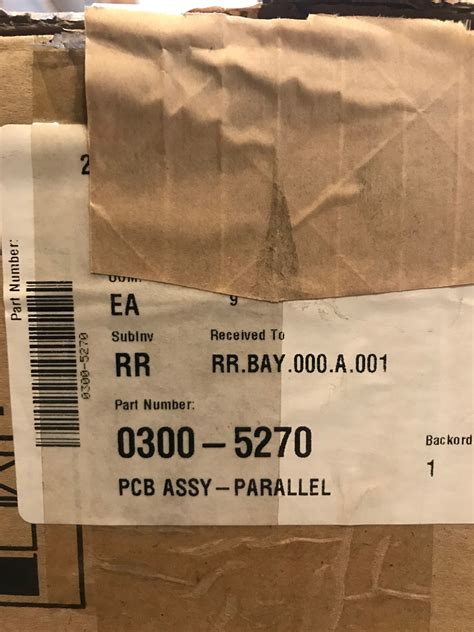 2
Part Number:
0300-5270
UOM:
EA
9
SubInv
Received To
RR
RR.BAY.000.A.001
Part Number:
0300-5270
Backord
1
PCB ASSY-PARALLEL